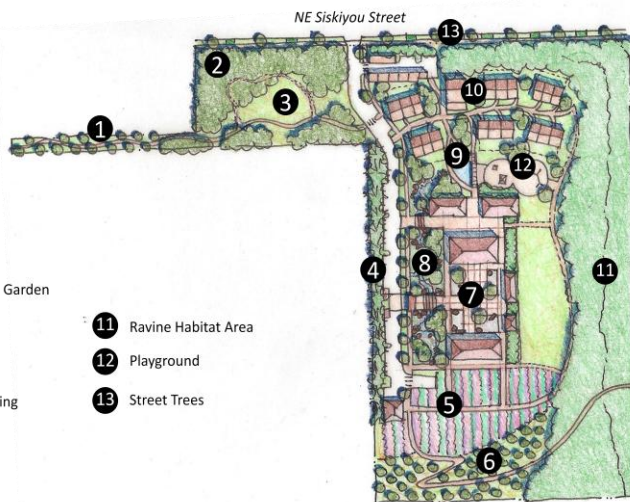 NE Siskiyou Street
13
2
10
3
1
9
12
8
4
11
7
Garden
11 Ravine Habitat Area
12 Playground
ing
13 Street Trees
5
6